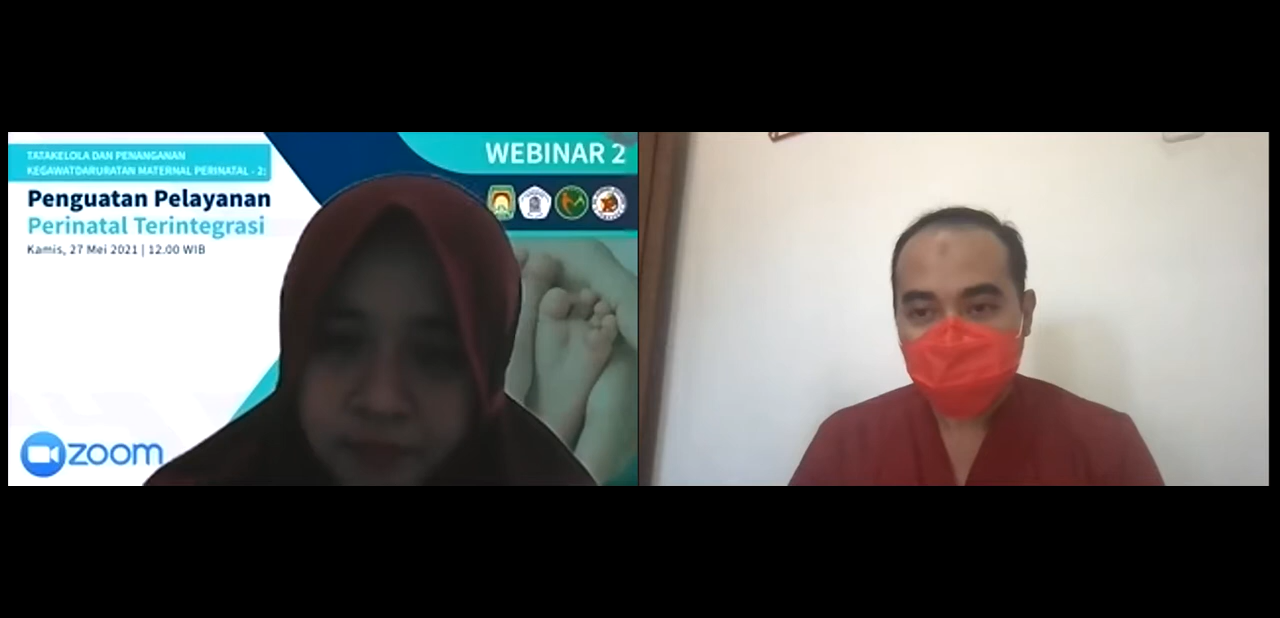 TATAKELOLA DAN PENANGANAN
KEGAWATDARURATAN MATERNAL PERINATAL - 2:
Penguatan Pelayanan
Perinatal Terintegrasi
Kamis, 27 Mei 2021 | 12.00 WIB
WEBINAR 2
zoom